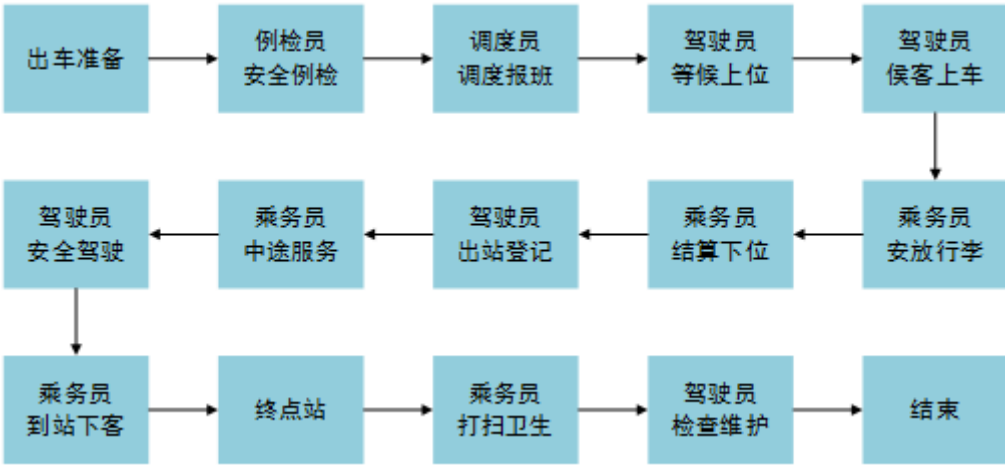 出车准备
例检员
安全例检
调度员
调度报班
驾驶员
等候上位
驾驶员
侯客上车
乘务员
安放行李
乘务员
结算下位
驾驶员
出站登记
乘务员
中途服务
驾驶员
安全驾驶
乘务员
到站下客
终点站
乘务员
打扫卫生
驾驶员
检查维护
结束